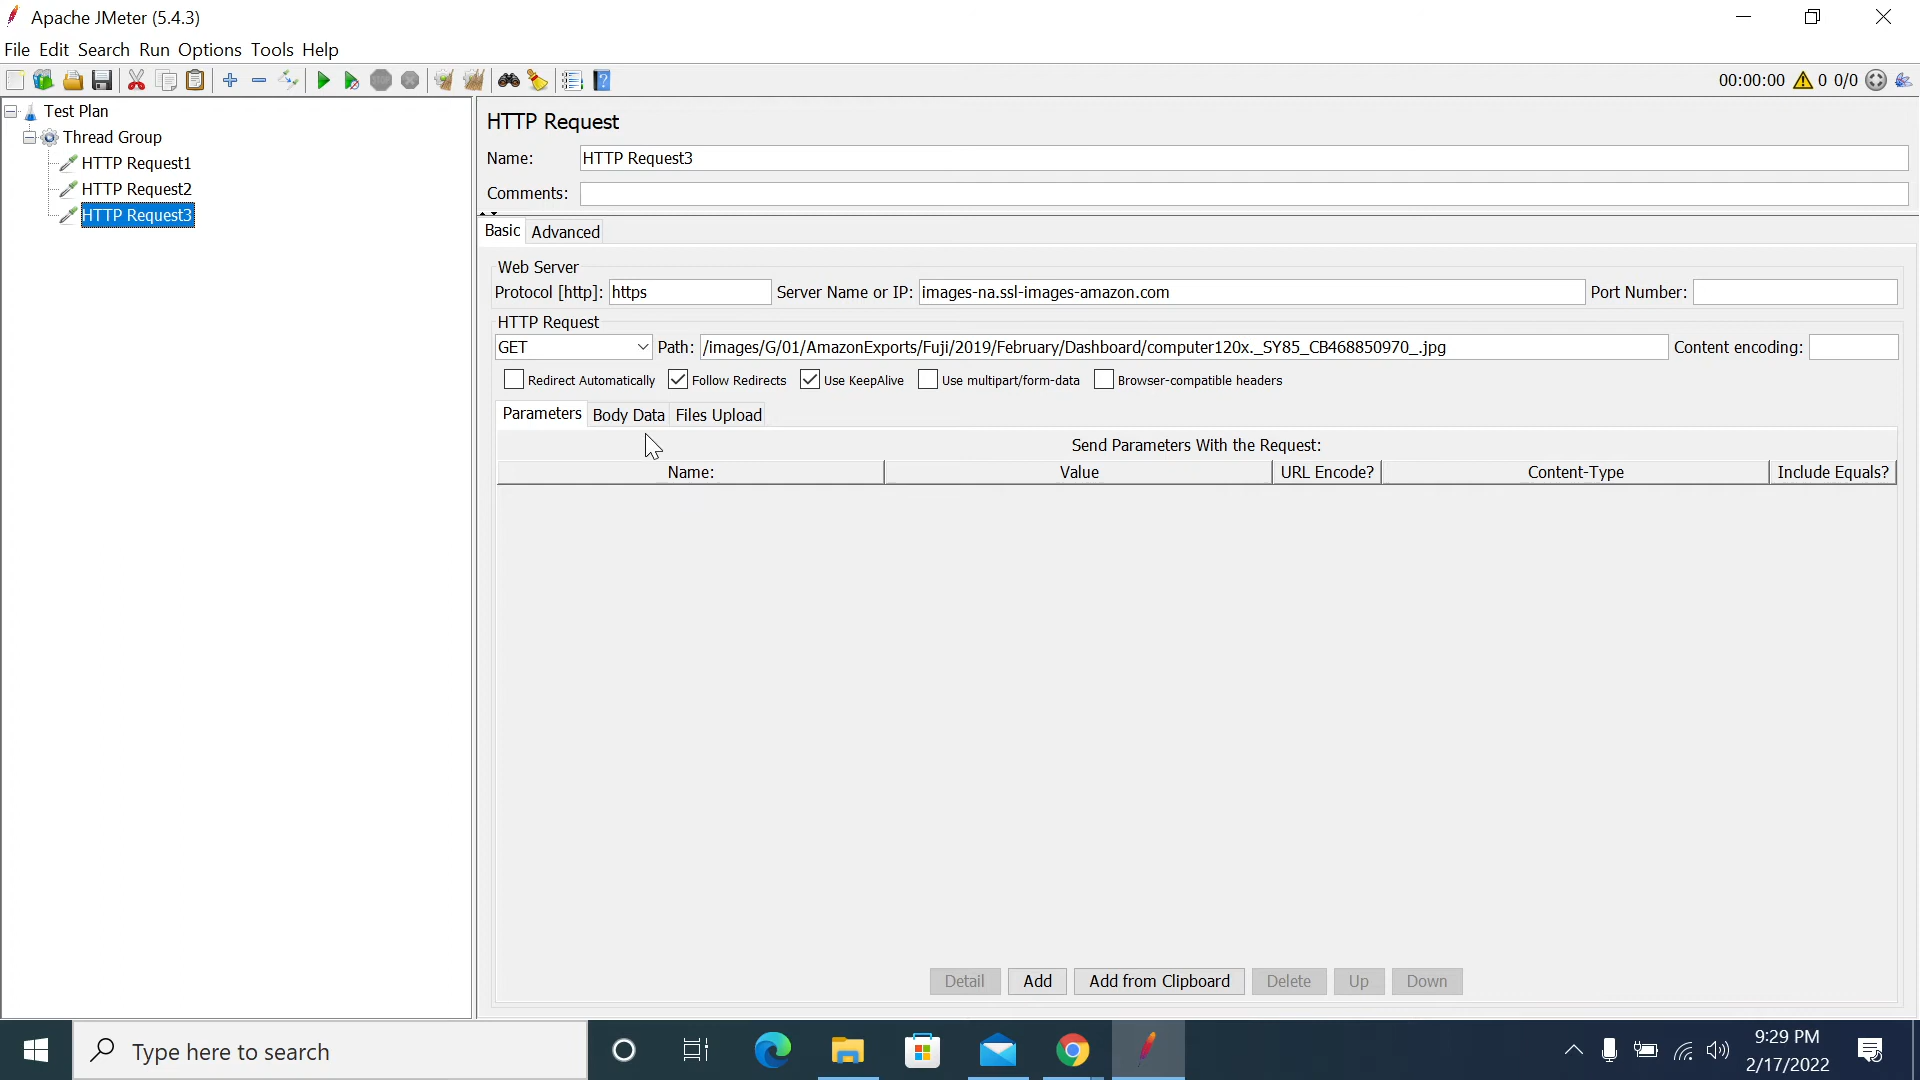 Apache JMeter (5.4.3)
File Edit Search Run Options Tools Help
00:00:00 0 0/0
Test Plan
Thread Group
HTTP Request1
HTTP Request2
HTTP Request3
HTTP Request
Name: HTTP Request3
Comments:
Basic Advanced
Web Server
Protocol [http]: https Server Name or IP: images-na.ssl-images-amazon.com Port Number:
HTTP Request
GET Path: /images/G/01/AmazonExports/Fuji/2019/February/Dashboard/computer120x._SY85_CB468850970_.jpg Content encoding:
Redirect Automatically Follow Redirects Use KeepAlive Use multipart/form-data Browser-compatible headers
Parameters Body Data Files Upload
Send Parameters With the Request:
Name: Value URL Encode? Content-Type Include Equals?
Detail Add Add from Clipboard Delete Up Down
Type here to search
9:29 PM
2/17/2022